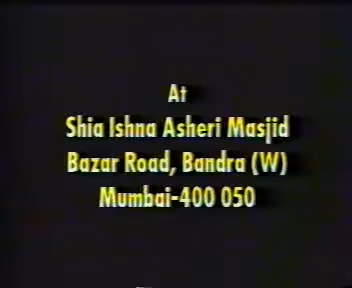 At
Shia Ishna Asheri Masjid
Bazar Road, Bandra (W)
Mumbai-400 050